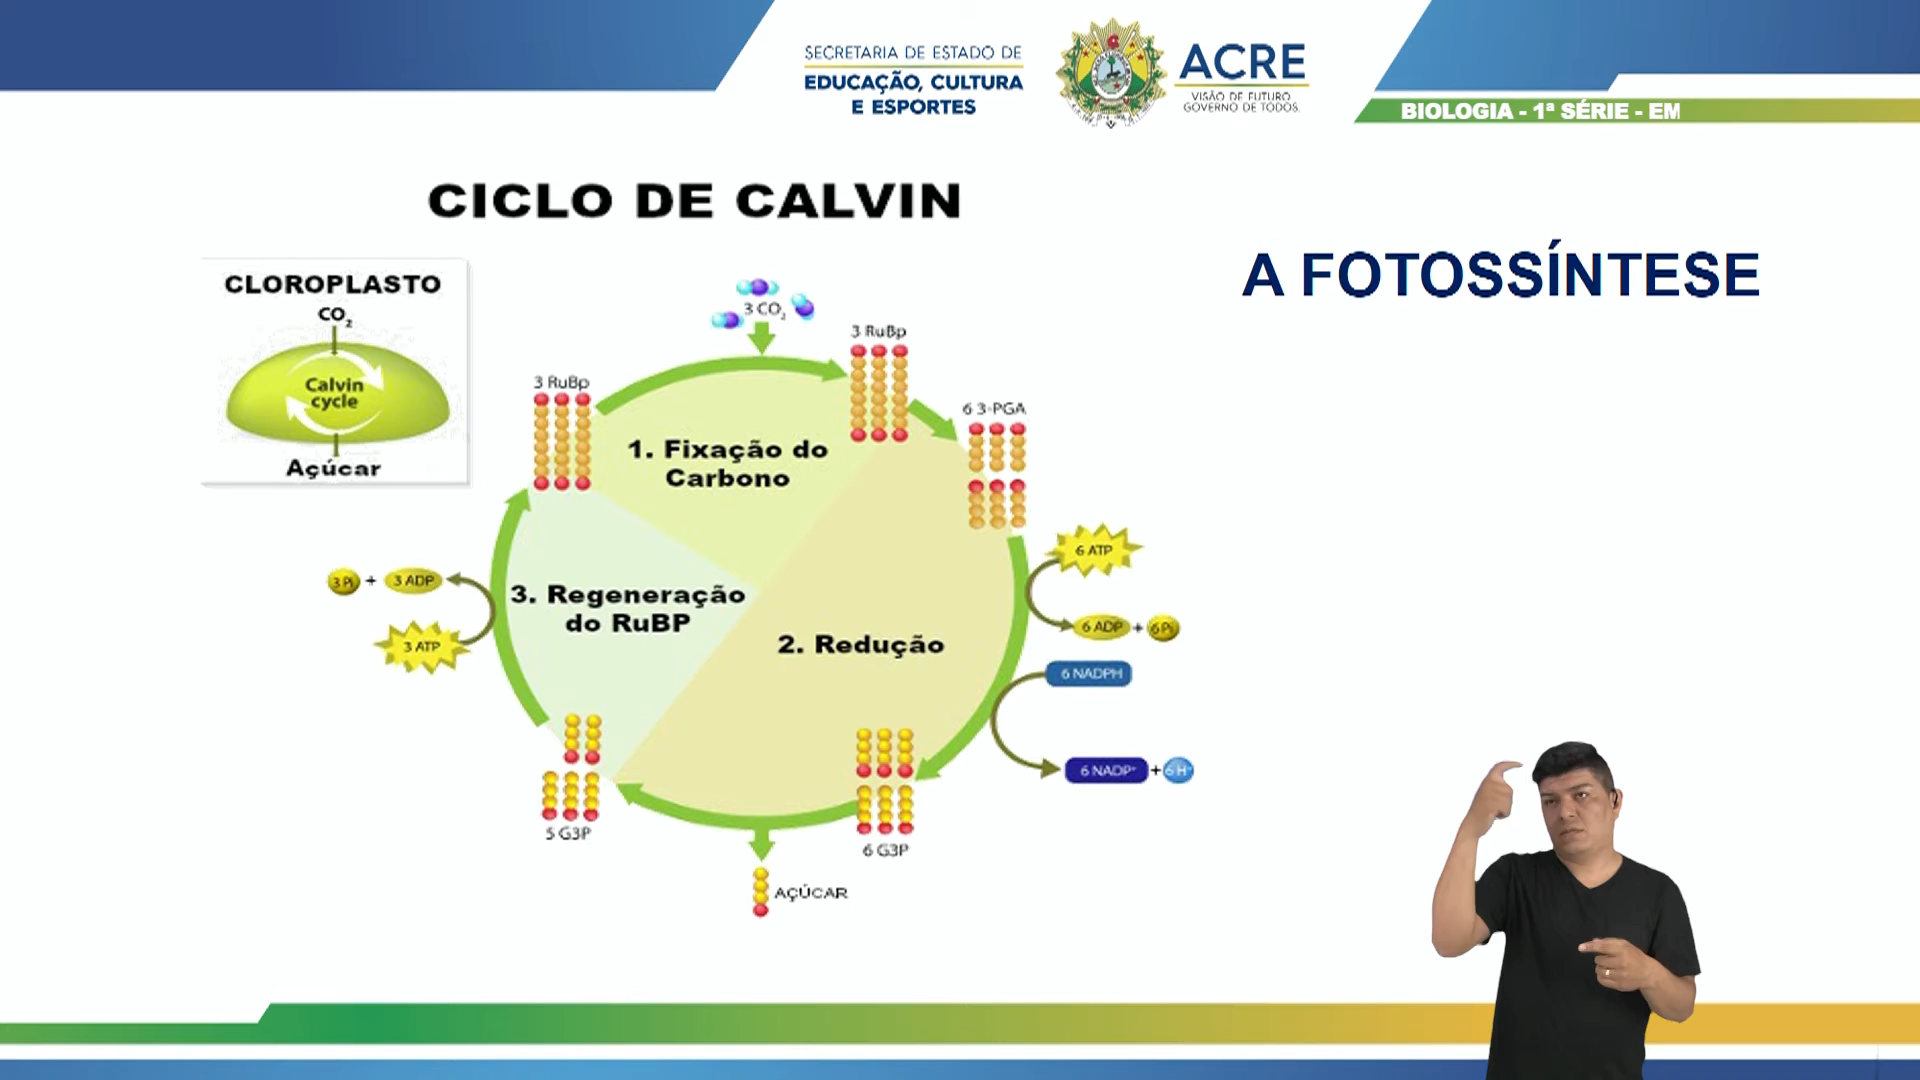 SECRETARIA DE ESTADO DE
EDUCAÇÃO, CULTURA
E ESPORTES
ACRE
VISÃO DE FUTURO
GOVERNO DE TODOS.
BIOLOGIA - 1ª SÉRIE - EM
CICLO DE CALVIN
A FOTOSSÍNTESE
CLOROPLASTO
CO₂
Calvin
cycle
Açúcar
3 CO₂
3 RuBp
3 RuBp
6 3-PGA
1. Fixação do
Carbono
6 ATP
6 ADP + 6 Pi
3 Pi + 3 ADP
3 ATP
3. Regeneração
do RuBP
2. Redução
6 NADPH
6 NADP⁺ + 6 H⁺
5 G3P
6 G3P
AÇÚCAR